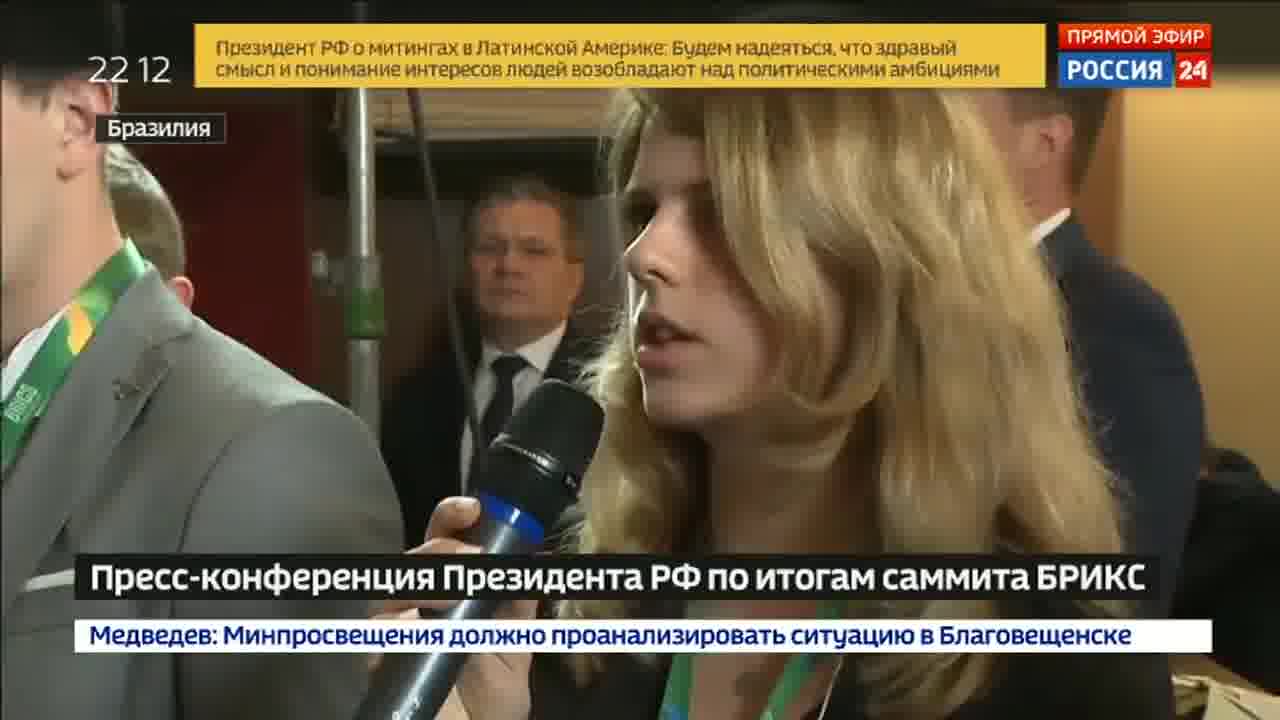 22 12
Президент РФ о митингах в Латинской Америке: Будем надеяться, что здравый
смысл и понимание интересов людей возобладают над политическими амбициями
ПРЯМОЙ ЭФИР
РОССИЯ 24
Бразилия
Пресс-конференция Президента РФ по итогам саммита БРИКС
Медведев: Минпросвещения должно проанализировать ситуацию в Благовещенске